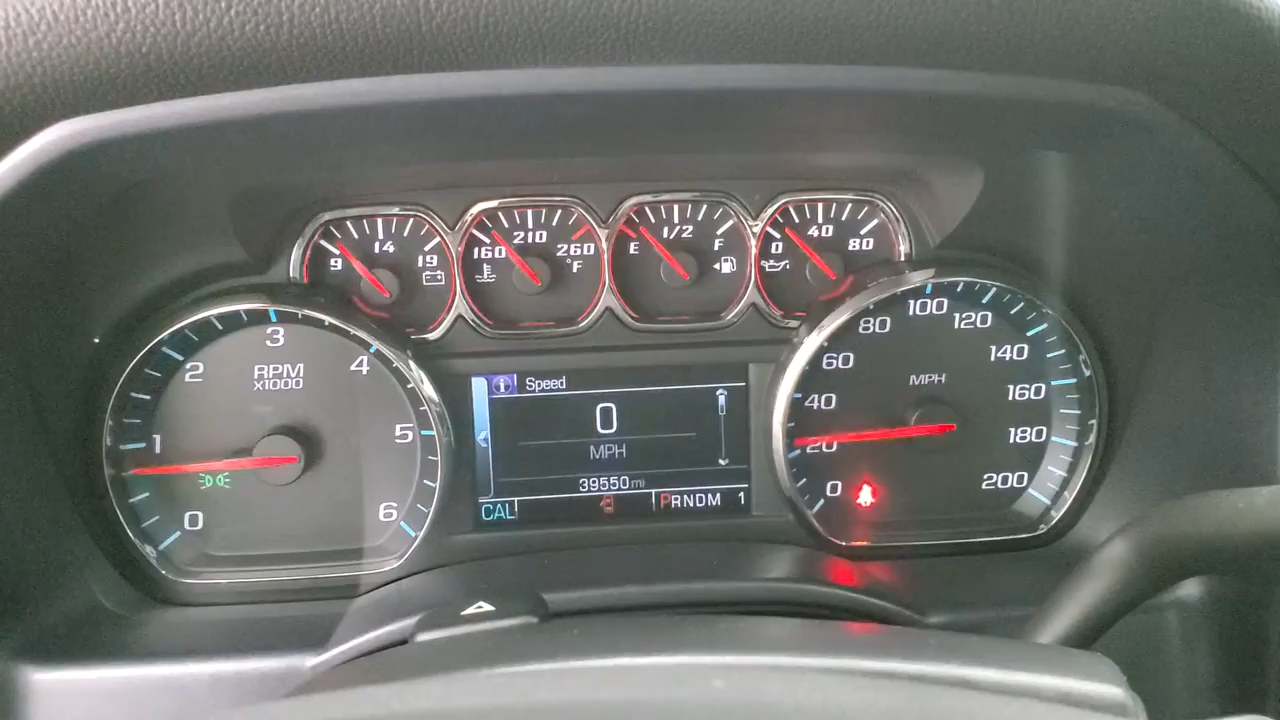 9 14 19
160 210 260
°F
E 1/2 F
0 40 80
0 1 2 3 4 5 6
RPM
x1000
i Speed
0
MPH
39550 mi
CAL PRNDM 1
0 20 40 60 80 100 120 140 160 180 200
MPH